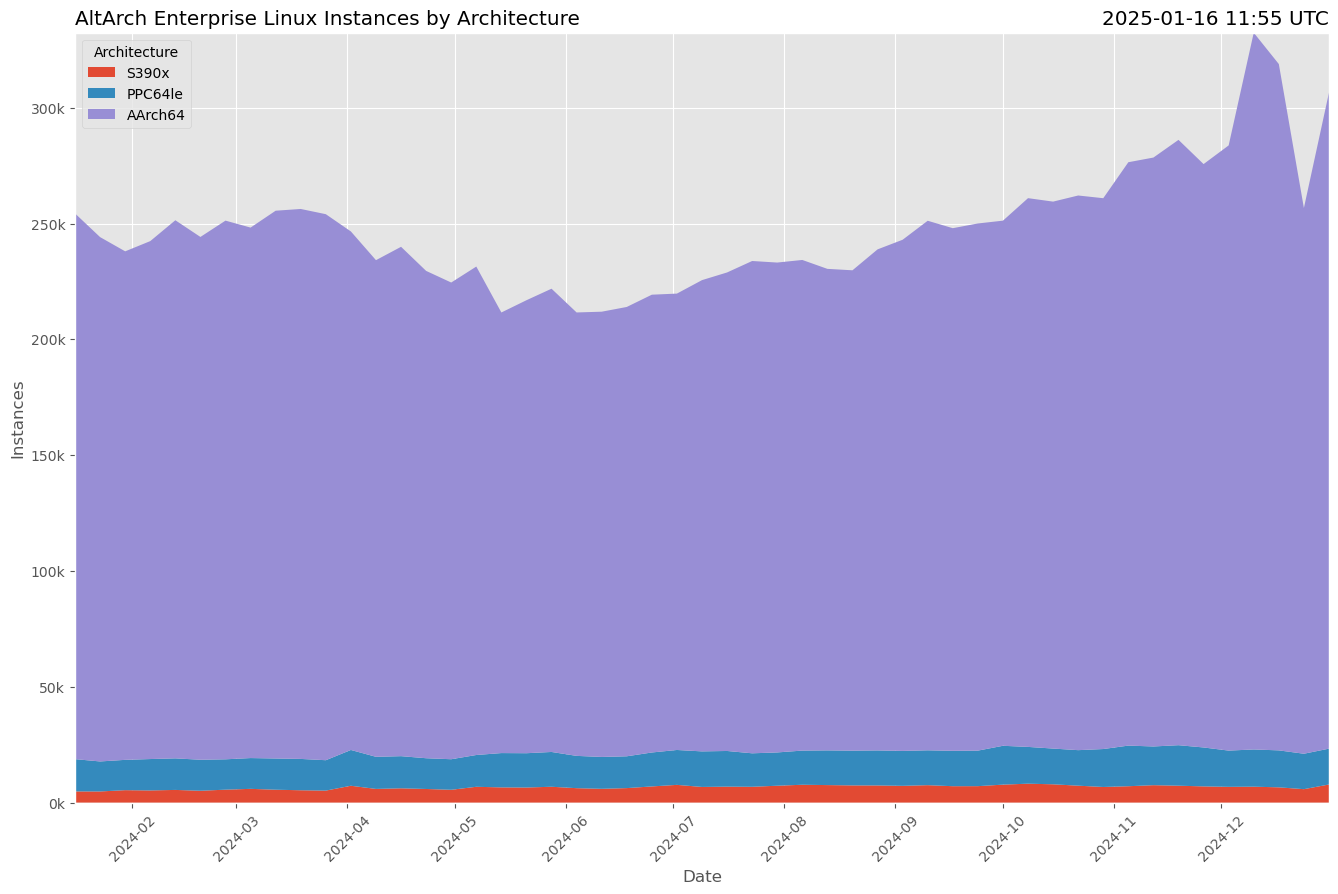 AltArch Enterprise Linux Instances by Architecture
2025-01-16 11:55 UTC
Architecture
S390x
PPC64le
AArch64
300k
250k
200k
150k
100k
50k
0k
Instances
2024-02
2024-03
2024-04
2024-05
2024-06
2024-07
2024-08
2024-09
2024-10
2024-11
2024-12
Date